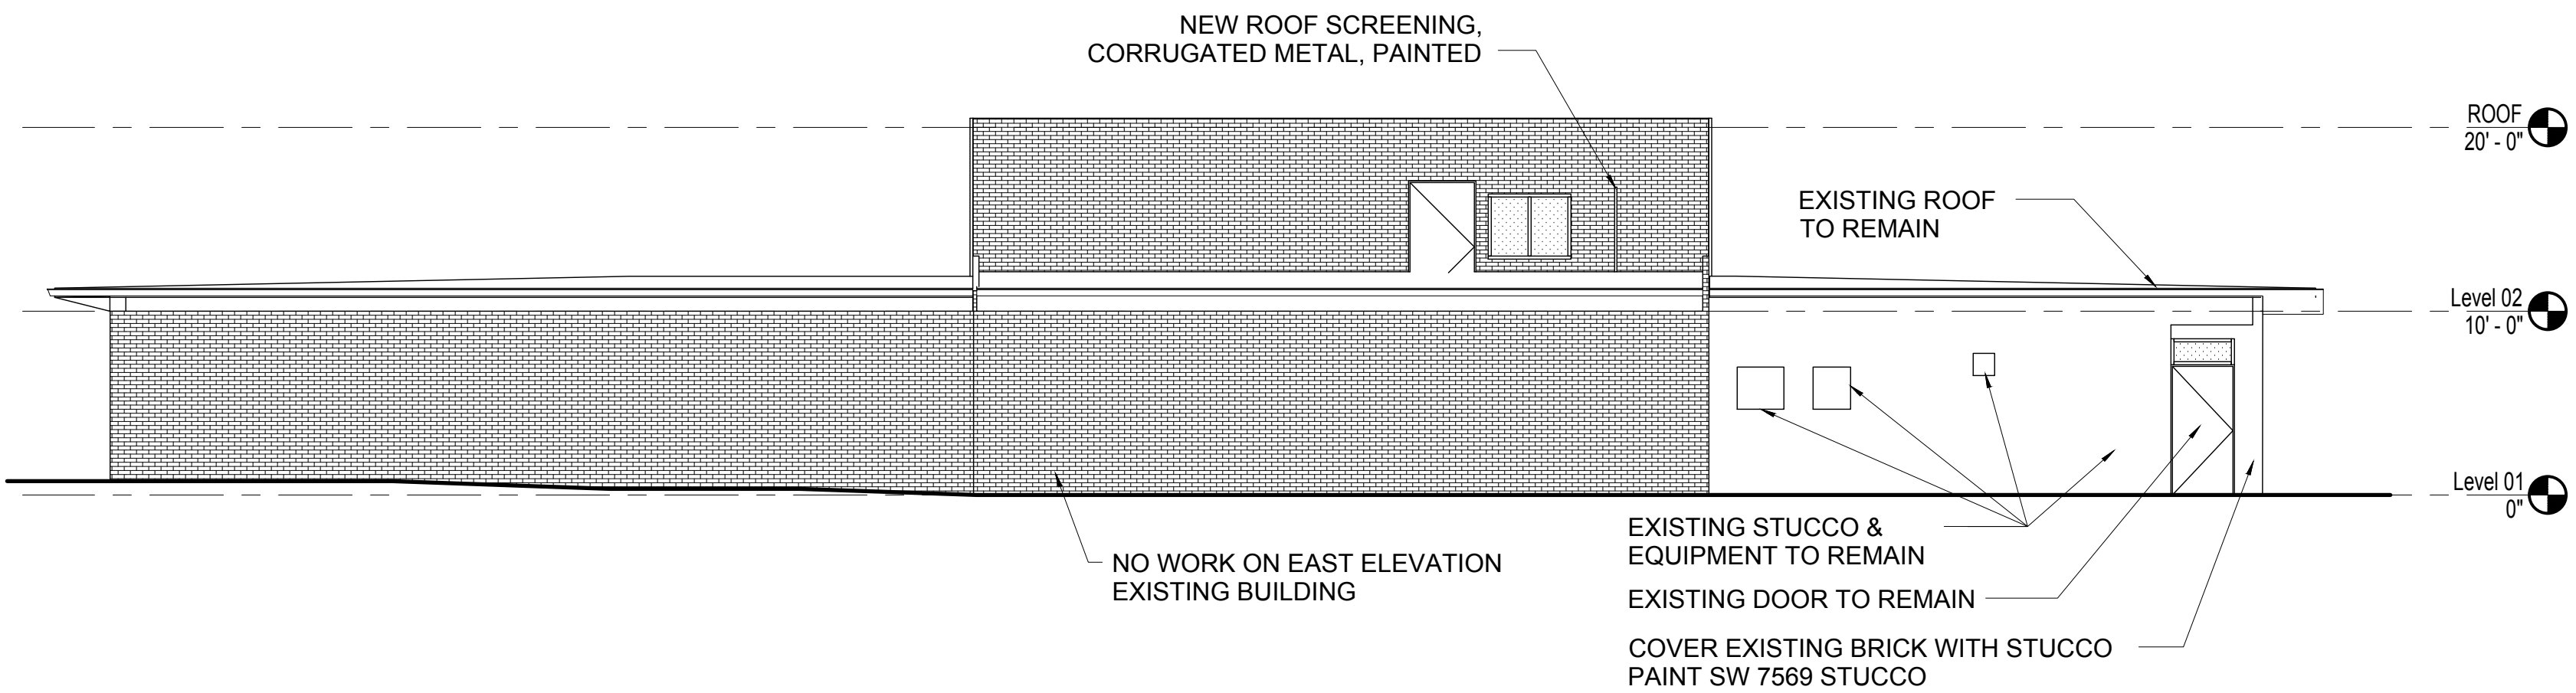 NEW ROOF SCREENING,
CORRUGATED METAL, PAINTED
ROOF
20' - 0"
EXISTING ROOF
TO REMAIN
Level 02
10' - 0"
Level 01
0"
NO WORK ON EAST ELEVATION
EXISTING BUILDING
EXISTING STUCCO &
EQUIPMENT TO REMAIN
EXISTING DOOR TO REMAIN
COVER EXISTING BRICK WITH STUCCO
PAINT SW 7569 STUCCO